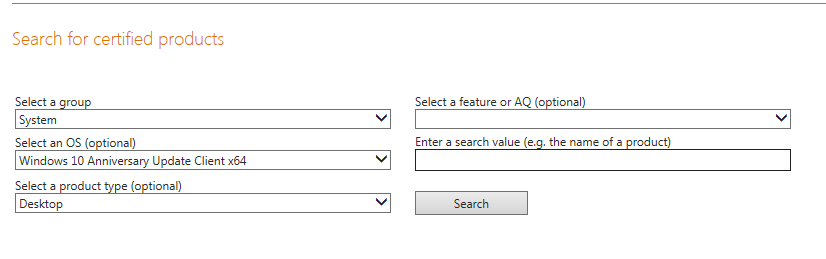 Search for certified products
Select a group
System
Select an OS (optional)
Windows 10 Anniversary Update Client x64
Select a product type (optional)
Desktop
Select a feature or AQ (optional)
Enter a search value (e.g. the name of a product)
Search